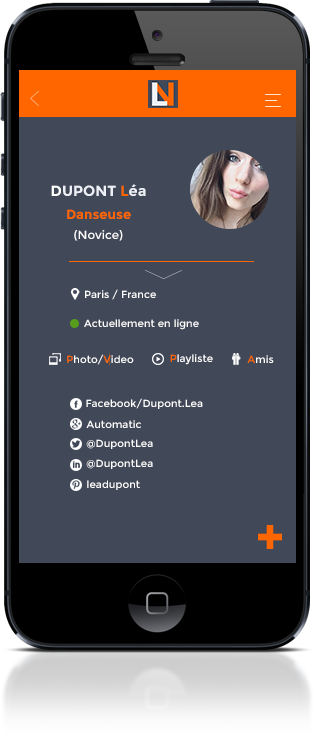 LN
DUPONT Léa
Danseuse
(Novice)
Paris / France
Actuellement en ligne
Photo/Video Playliste Amis
Facebook/Dupont.Lea
Automatic
@DupontLea
@DupontLea
leadupont